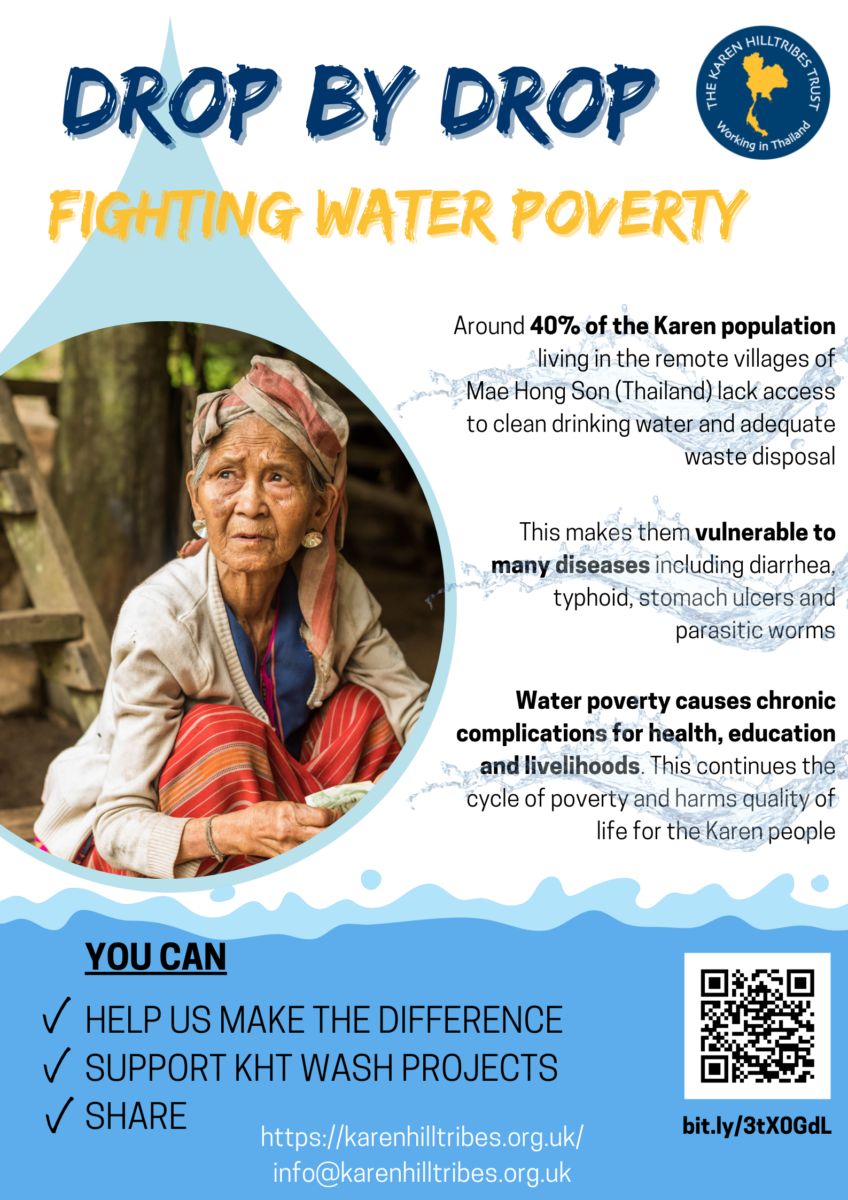 DROP BY DROP
THE KAREN HILLTRIBES TRUST
Working in Thailand
FIGHTING WATER POVERTY
Around 40% of the Karen population
living in the remote villages of
Mae Hong Son (Thailand) lack access
to clean drinking water and adequate
waste disposal
This makes them vulnerable to
many diseases including diarrhea,
typhoid, stomach ulcers and
parasitic worms
Water poverty causes chronic
complications for health, education
and livelihoods. This continues the
cycle of poverty and harms quality of
life for the Karen people
YOU CAN
✓ HELP US MAKE THE DIFFERENCE
✓ SUPPORT KHT WASH PROJECTS
✓ SHARE
bit.ly/3tX0GdL
https://karenhilltribes.org.uk/
info@karenhilltribes.org.uk